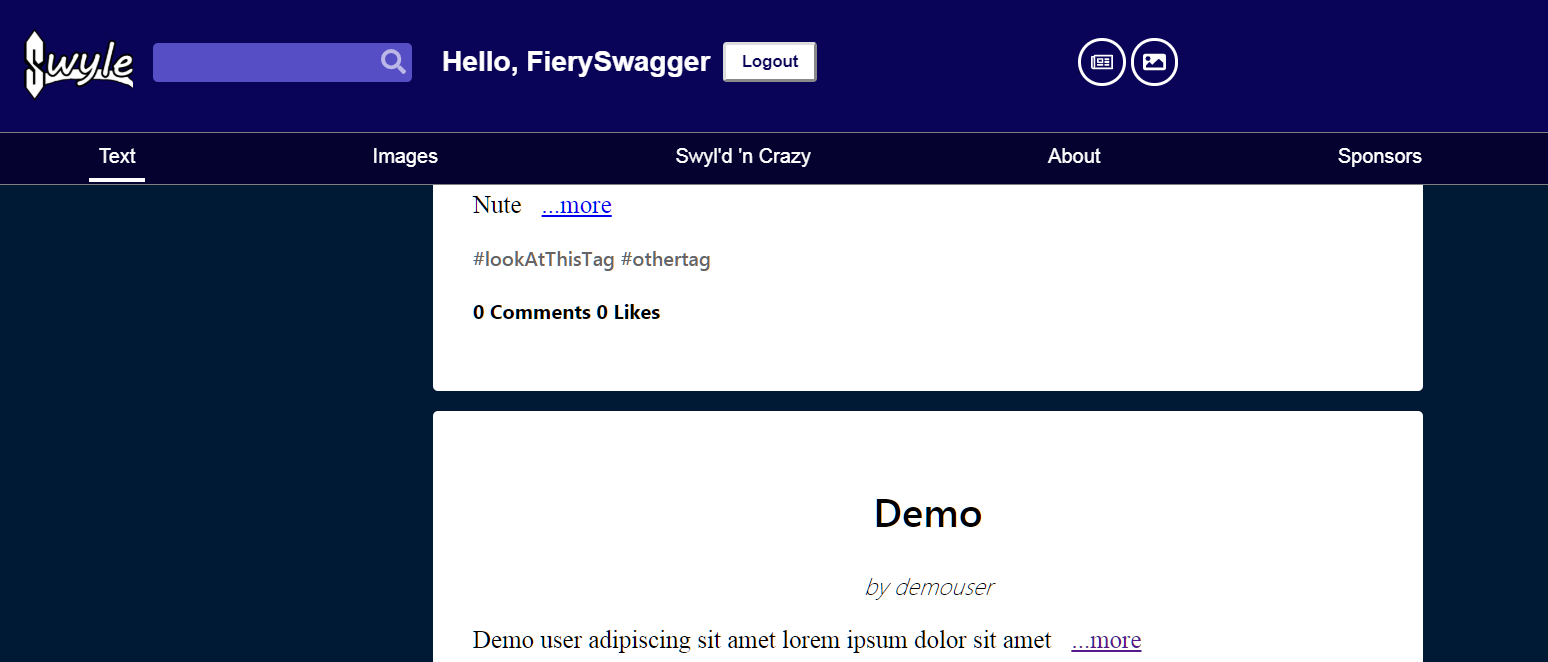 Swyle
Hello, FierySwagger
Logout
Text
Images
Swyl'd 'n Crazy
About
Sponsors
Nute ...more
#lookAtThisTag #othertag
0 Comments 0 Likes
Demo
by demouser
Demo user adipiscing sit amet lorem ipsum dolor sit amet ...more